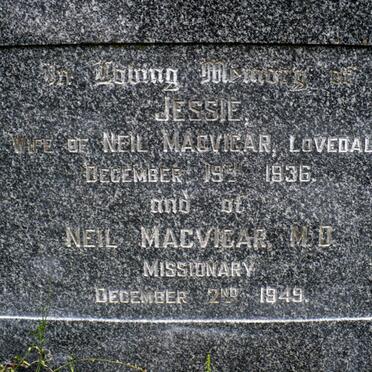 In Loving Memory of
JESSIE,
WIFE OF NEIL MACVICAR, LOVEDAL
DECEMBER 19TH 1936.
and of
NEIL MACVICAR, M.D.
MISSIONARY
DECEMBER 2ND 1949.